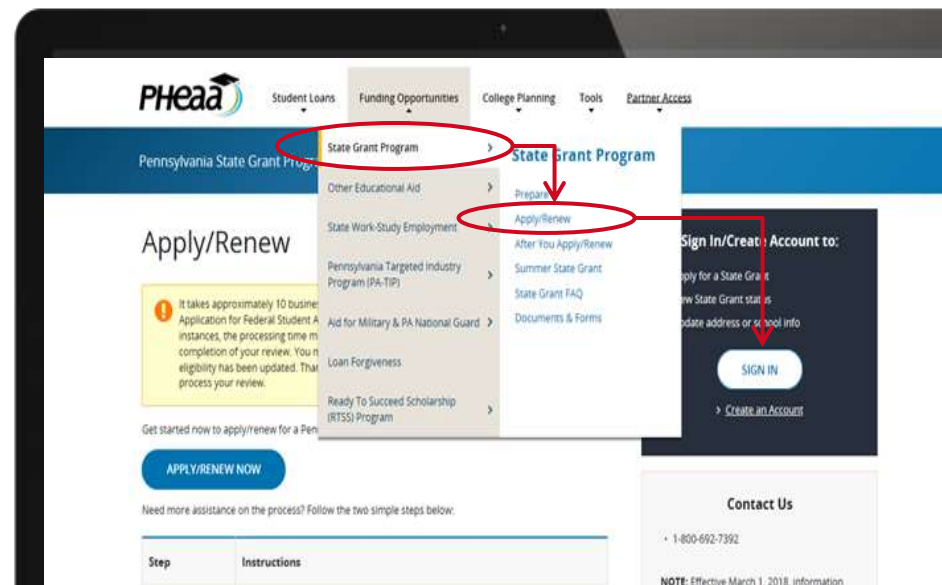 PHEAA
Student Loans
Funding Opportunities
College Planning
Tools
Partner Access
Pennsylvania State Grant Progr
State Grant Program
Other Educational Aid
State Work-Study Employment
Pennsylvania Targeted Industry
Program (PA-TIP)
Aid for Military & PA National Guard
Loan Forgiveness
Ready To Succeed Scholarship
(RTSS) Program
State Grant Program
Prepare
Apply/Renew
After You Apply/Renew
Summer State Grant
State Grant FAQ
Documents & Forms
Apply/Renew
It takes approximately 10 busines
Application for Federal Student A
instances, the processing time m
completion of your review. You m
eligibility has been updated. Than
process your review.
Get started now to apply/renew for a Pen
APPLY/RENEW NOW
Need more assistance on the process? Follow the two simple steps below:
Step
Instructions
Sign In/Create Account to:
ply for a State Grant
ew State Grant status
pdate address or school info
SIGN IN
> Create an Account
Contact Us
• 1-800-692-7392
NOTE: Effective March 1, 2018, information